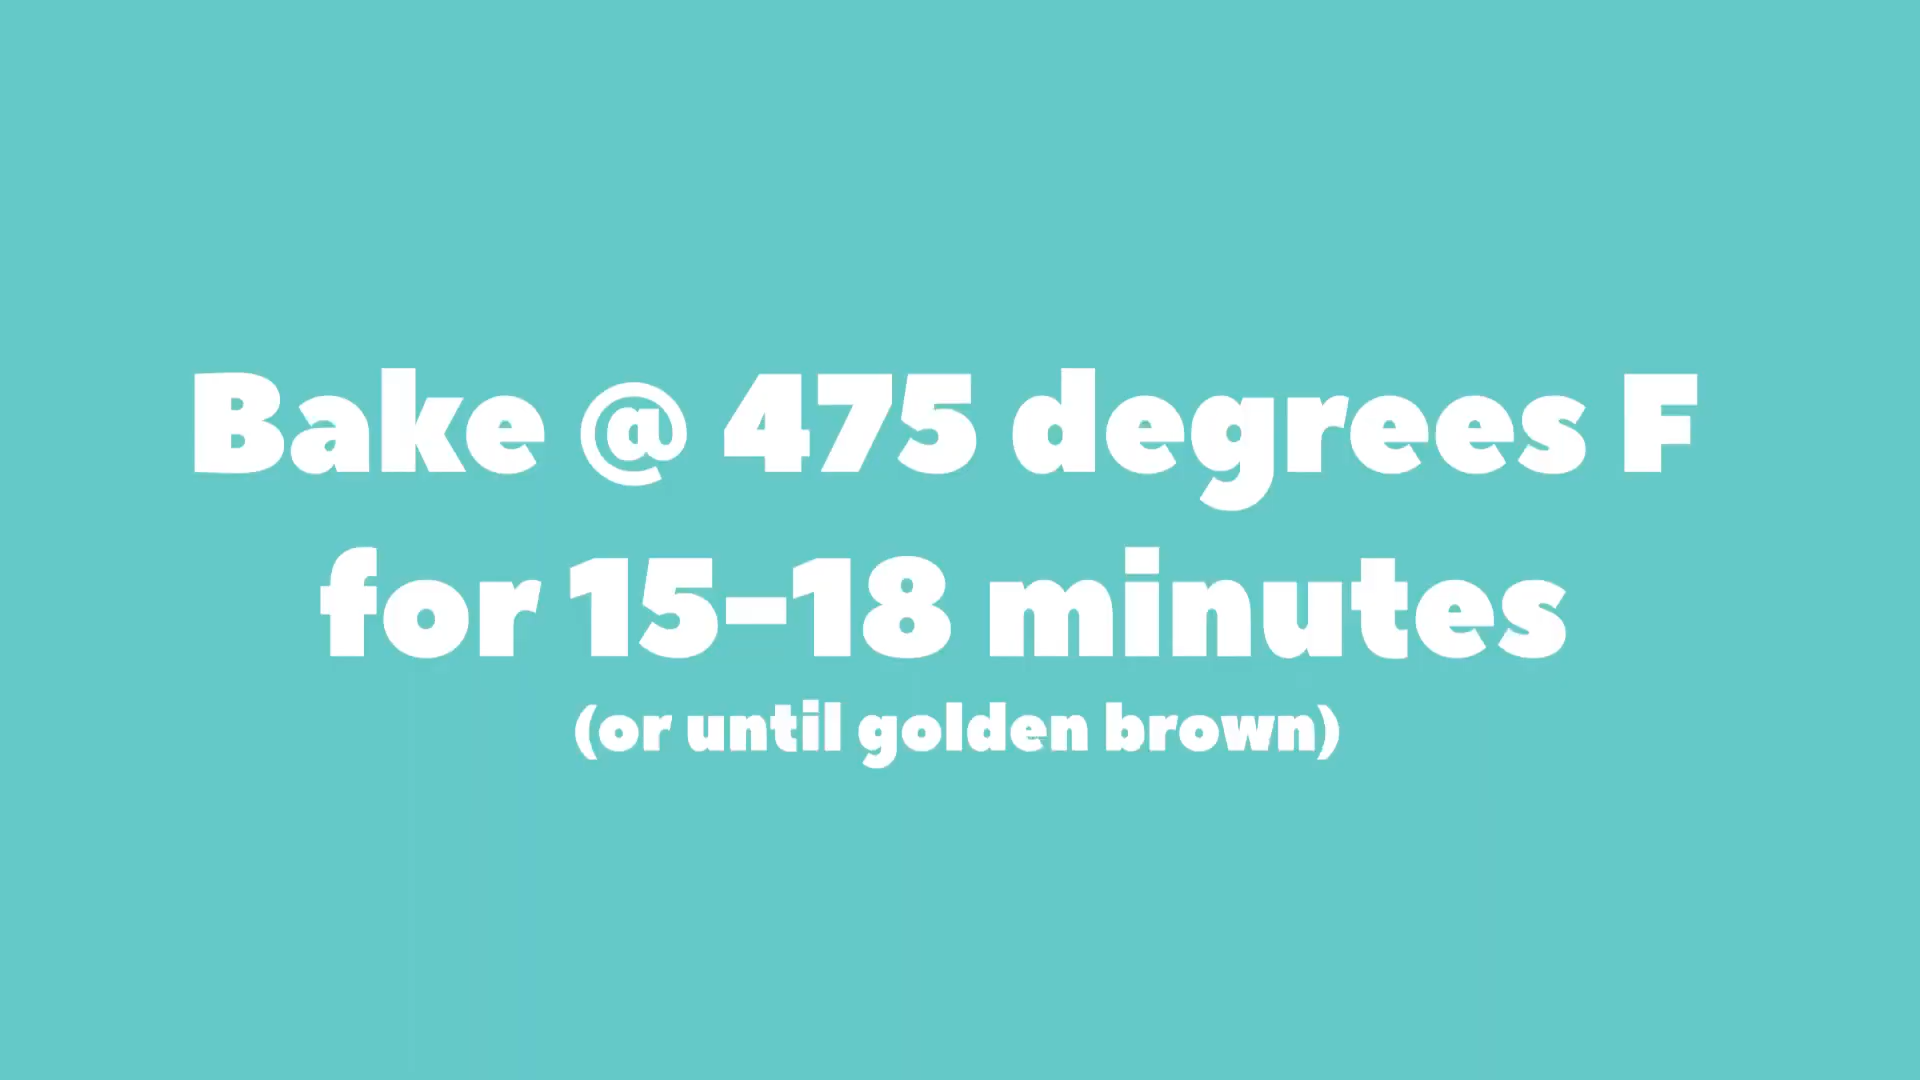 Bake @ 475 degrees F
for 15-18 minutes
(or until golden brown)